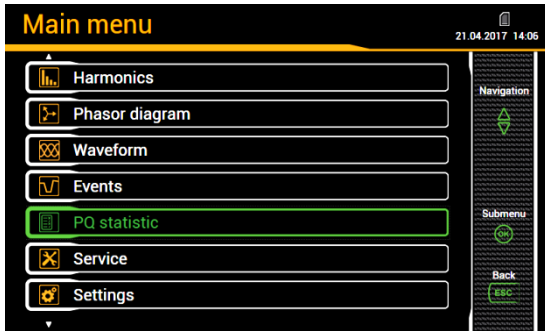 Main menu
21.04.2017 14:06
Harmonics
Navigation
Phasor diagram
Waveform
Events
PQ statistic
Submenu
OK
Service
Back
ESC
Settings